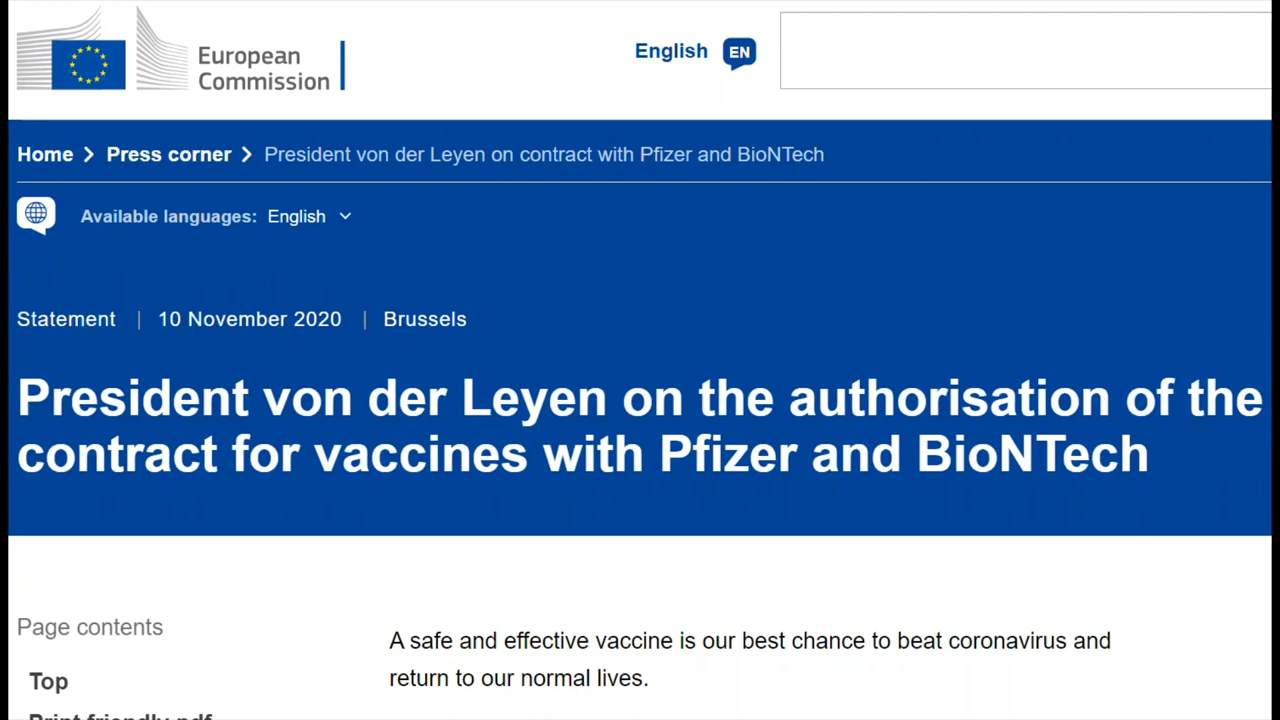 European
Commission
English EN
Home Press corner President von der Leyen on contract with Pfizer and BioNTech
Available languages: English
Statement | 10 November 2020 | Brussels
President von der Leyen on the authorisation of the
contract for vaccines with Pfizer and BioNTech
Page contents
A safe and effective vaccine is our best chance to beat coronavirus and
return to our normal lives.
Top
Print friendly pdf